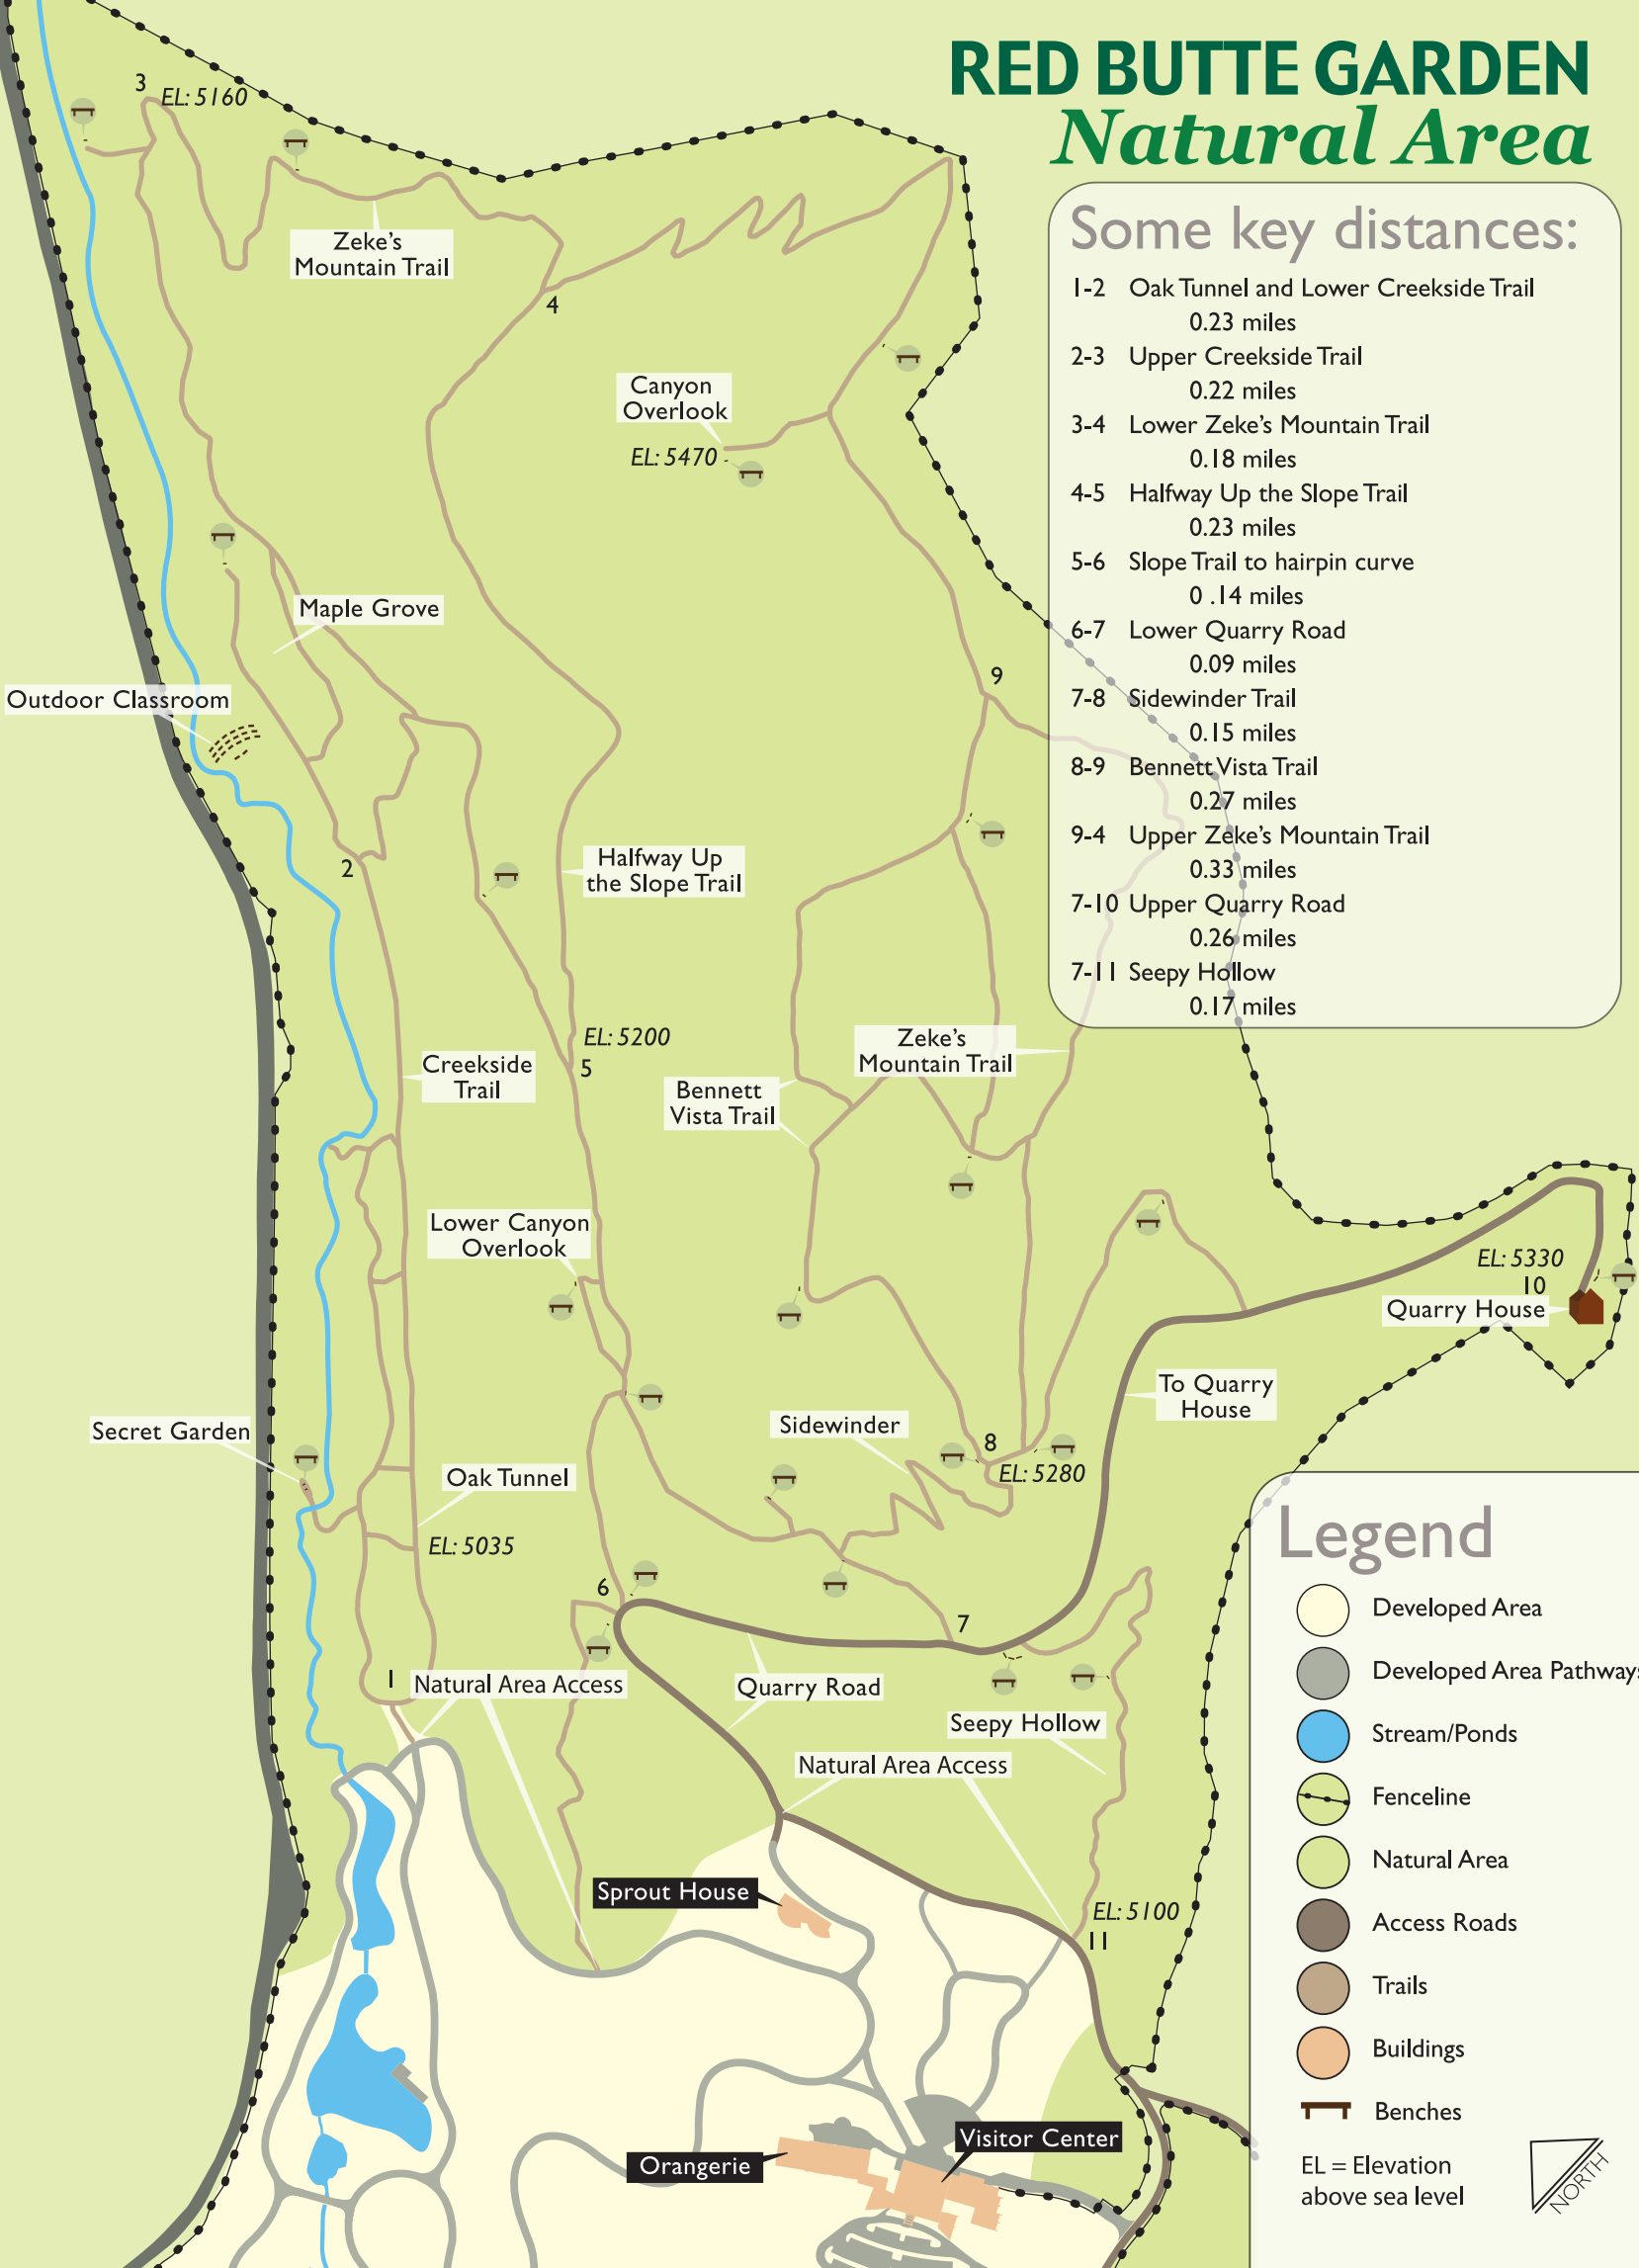 RED BUTTE GARDEN
Natural Area
Some key distances:
1-2 Oak Tunnel and Lower Creekside Trail
0.23 miles
2-3 Upper Creekside Trail
0.22 miles
3-4 Lower Zeke's Mountain Trail
0.18 miles
4-5 Halfway Up the Slope Trail
0.23 miles
5-6 Slope Trail to hairpin curve
0 .14 miles
6-7 Lower Quarry Road
0.09 miles
7-8 Sidewinder Trail
0.15 miles
8-9 Bennett Vista Trail
0.27 miles
9-4 Upper Zeke's Mountain Trail
0.33 miles
7-10 Upper Quarry Road
0.26 miles
7-11 Seepy Hollow
0.17 miles
3
EL: 5160
Zeke's
Mountain Trail
4
Canyon
Overlook
EL: 5470
Maple Grove
Outdoor Classroom
9
2
Halfway Up
the Slope Trail
EL: 5200
5
Creekside
Trail
Zeke's
Mountain Trail
Bennett
Vista Trail
Lower Canyon
Overlook
EL: 5330
10
Quarry House
To Quarry
House
Secret Garden
Sidewinder
8
EL: 5280
Oak Tunnel
EL: 5035
6
7
1
Natural Area Access
Quarry Road
Seepy Hollow
Natural Area Access
Sprout House
EL: 5100
11
Orangerie
Visitor Center
Legend
Developed Area
Developed Area Pathways
Stream/Ponds
Fenceline
Natural Area
Access Roads
Trails
Buildings
Benches
EL = Elevation
above sea level
NORTH